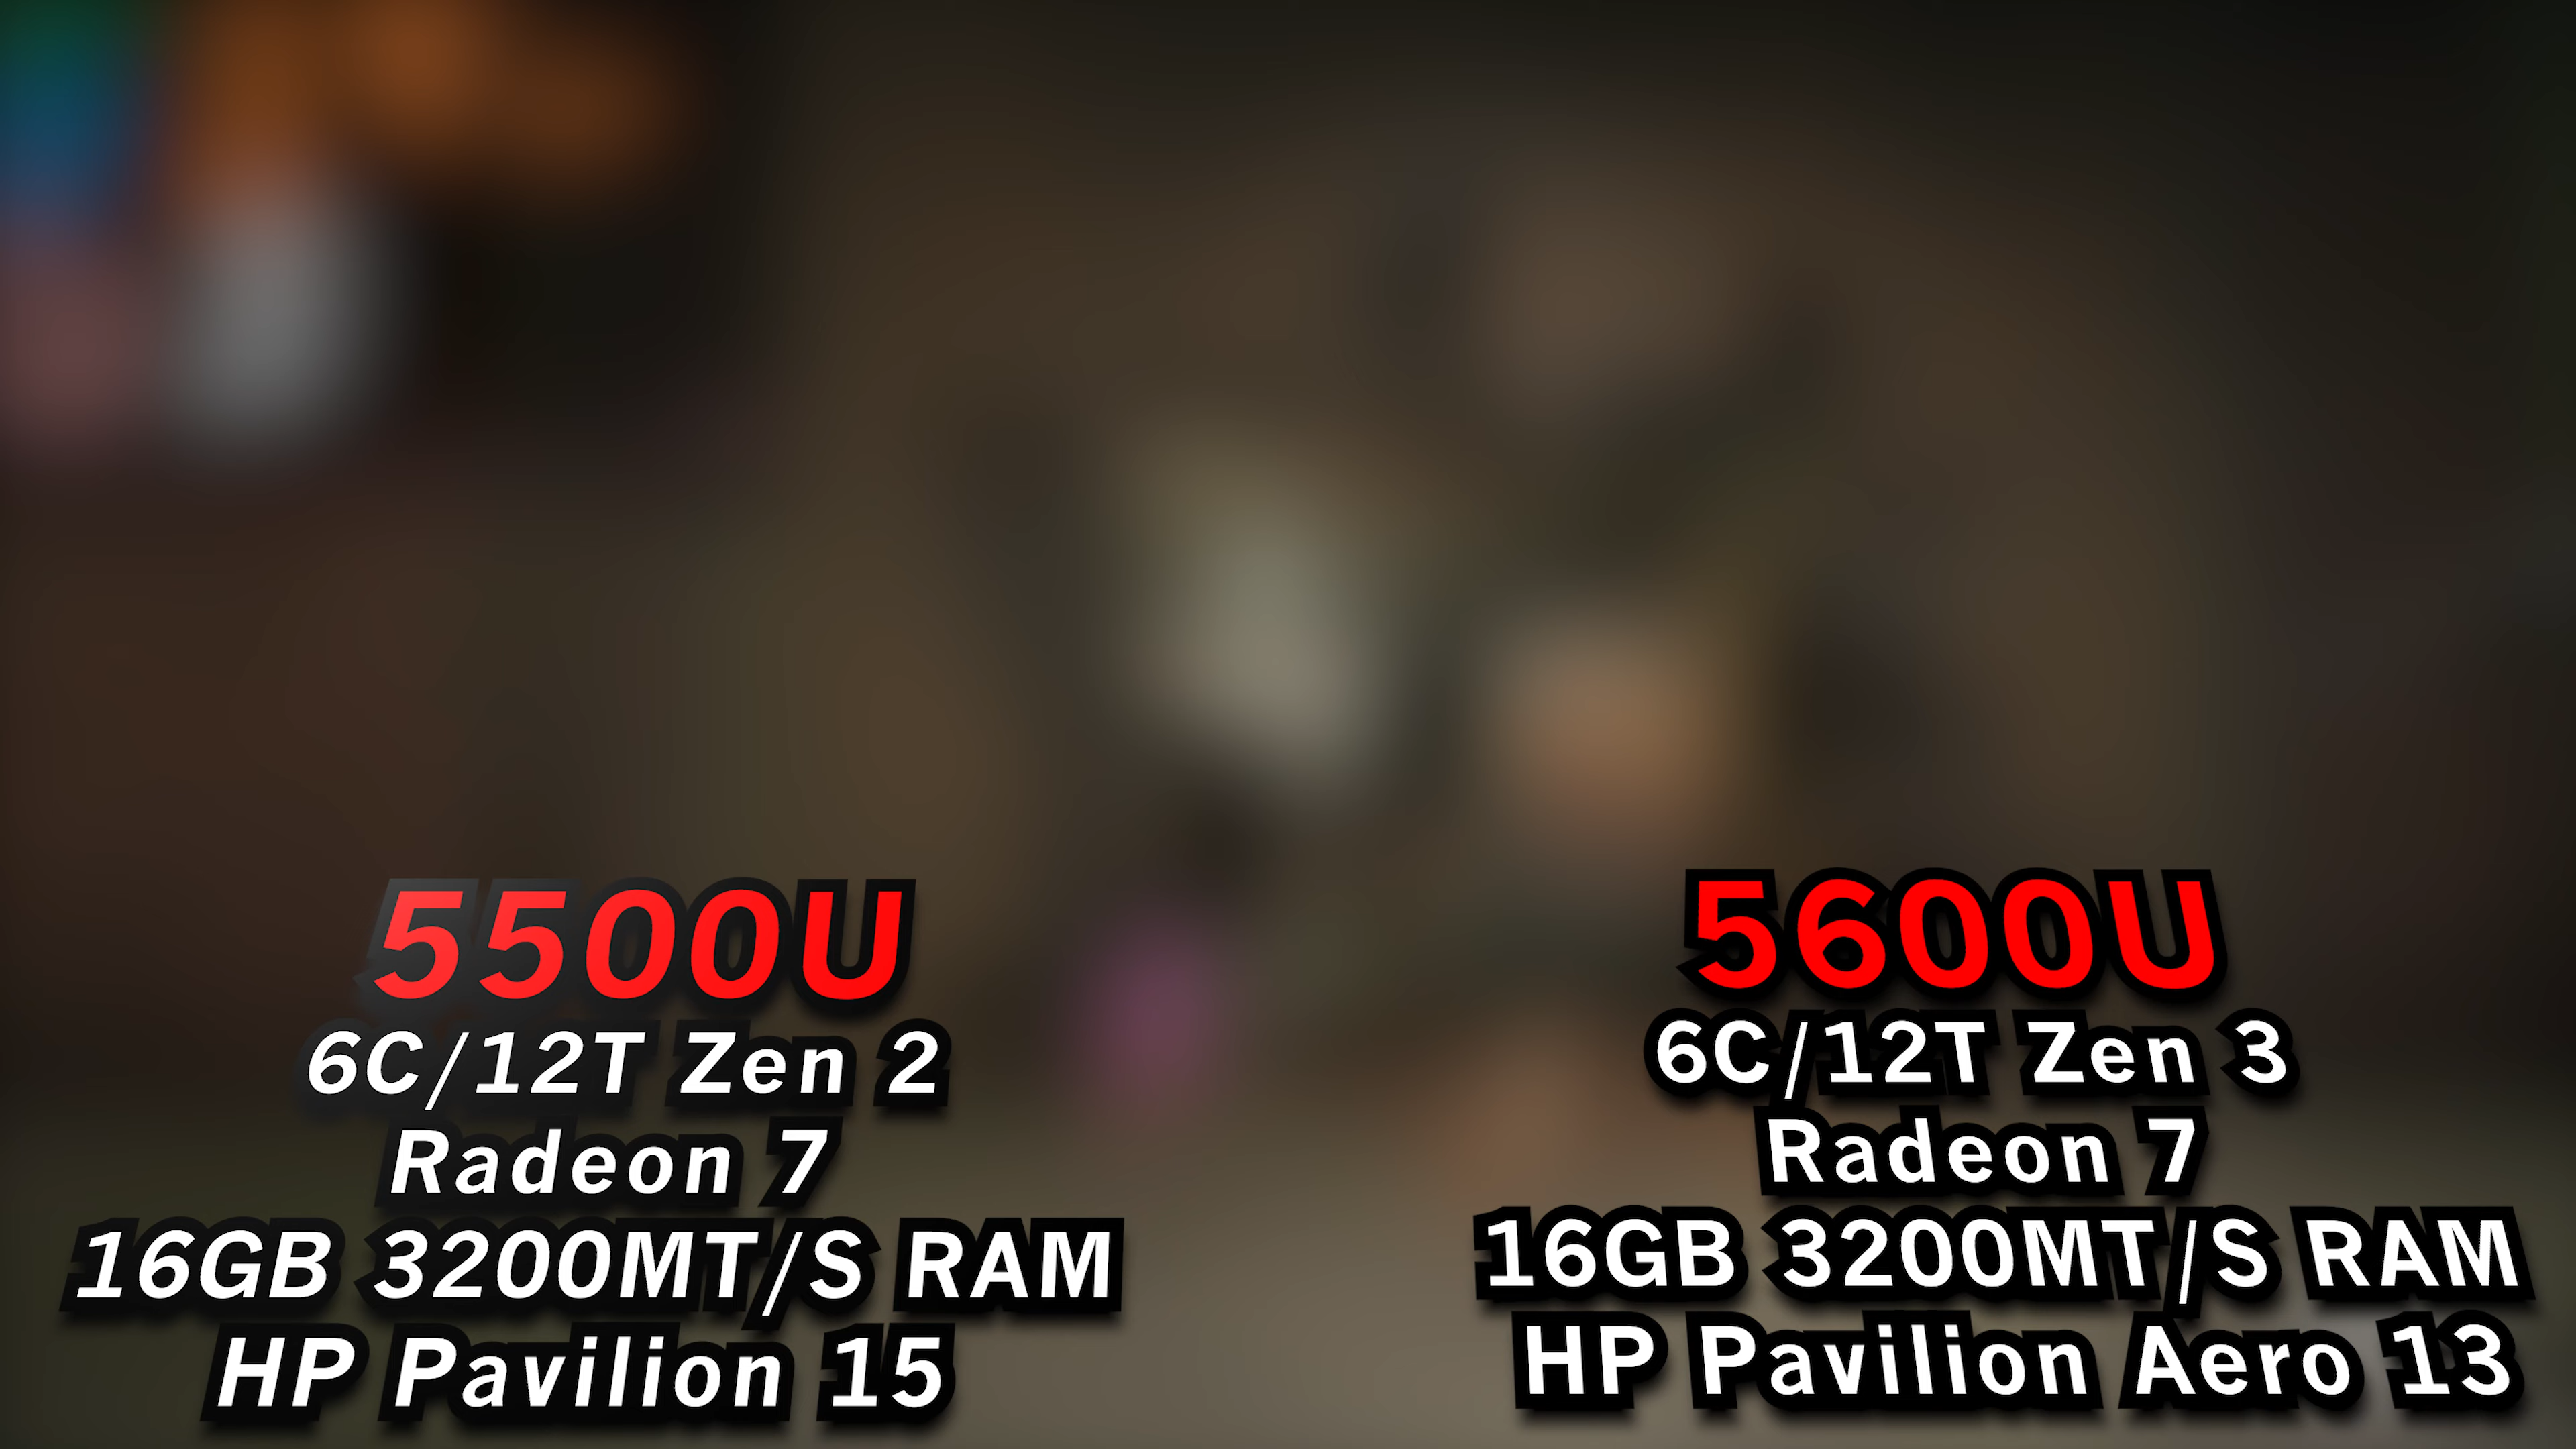 5500U
6C/12T Zen 2
Radeon 7
16GB 3200MT/S RAM
HP Pavilion 15
5600U
6C/12T Zen 3
Radeon 7
16GB 3200MT/S RAM
HP Pavilion Aero 13